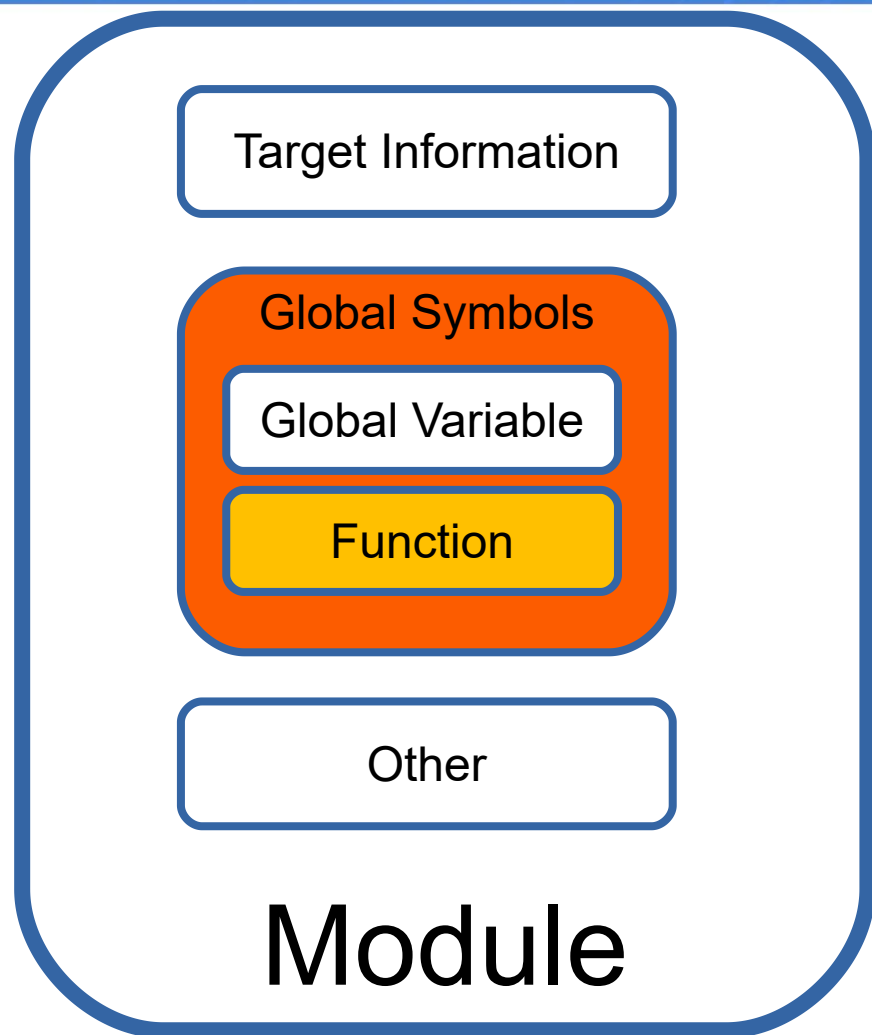 Target Information
Global Symbols
Global Variable
Function
Other
Module